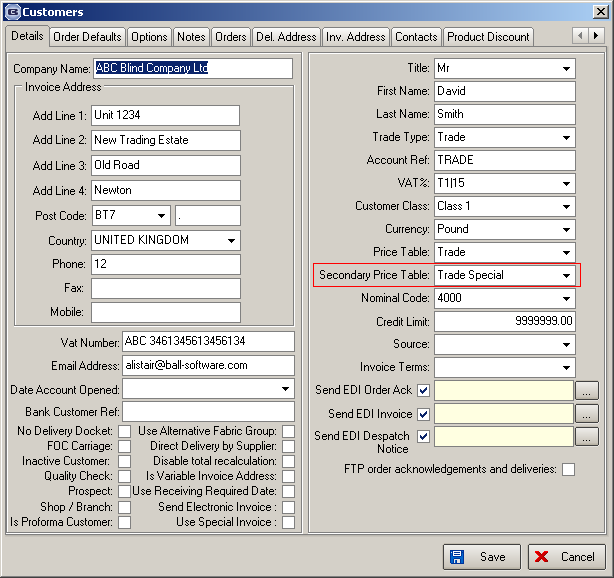 Customers
Details Order Defaults Options Notes Orders Del. Address Inv. Address Contacts Product Discount
Company Name: ABC Blind Company Ltd
Invoice Address
Add Line 1: Unit 1234
Add Line 2: New Trading Estate
Add Line 3: Old Road
Add Line 4: Newton
Post Code: BT7 .
Country: UNITED KINGDOM
Phone: 12
Fax:
Mobile:
Vat Number: ABC 3461345613456134
Email Address: alistair@ball-software.com
Date Account Opened:
Bank Customer Ref:
No Delivery Docket: Use Alternative Fabric Group:
FOC Carriage: Direct Delivery by Supplier:
Inactive Customer: Disable total recalculation:
Quality Check: Is Variable Invoice Address:
Prospect: Use Receiving Required Date:
Shop / Branch: Send Electronic Invoice :
Is Proforma Customer: Use Special Invoice :
Title: Mr
First Name: David
Last Name: Smith
Trade Type: Trade
Account Ref: TRADE
VAT%: T1|15
Customer Class: Class 1
Currency: Pound
Price Table: Trade
Secondary Price Table: Trade Special
Nominal Code: 4000
Credit Limit: 9999999.00
Source:
Invoice Terms:
Send EDI Order Ack ...
Send EDI Invoice ...
Send EDI Despatch ...
Notice
FTP order acknowledgements and deliveries:
Save Cancel